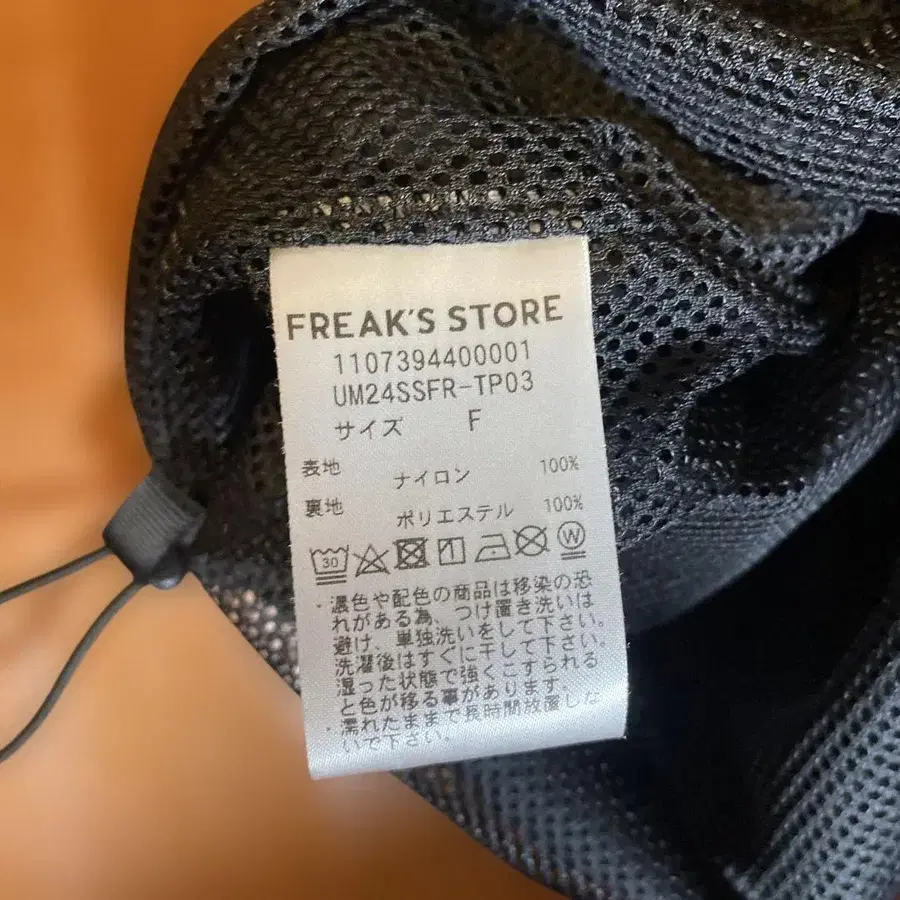 FREAK'S STORE
1107394400001
UM24SSFR-TP03
サイズ F
表地 ナイロン 100%
裏地 ポリエステル 100%
30 W
・濃色や配色の商品は移染の恐
れがある為、つけ置き洗いは
避け、単独洗いをして下さい。
洗濯後はすぐに干して下さい。
湿った状態で強くこすられる
と色が移る事があります。
・濡れたままで長時間放置しな
いで下さい。